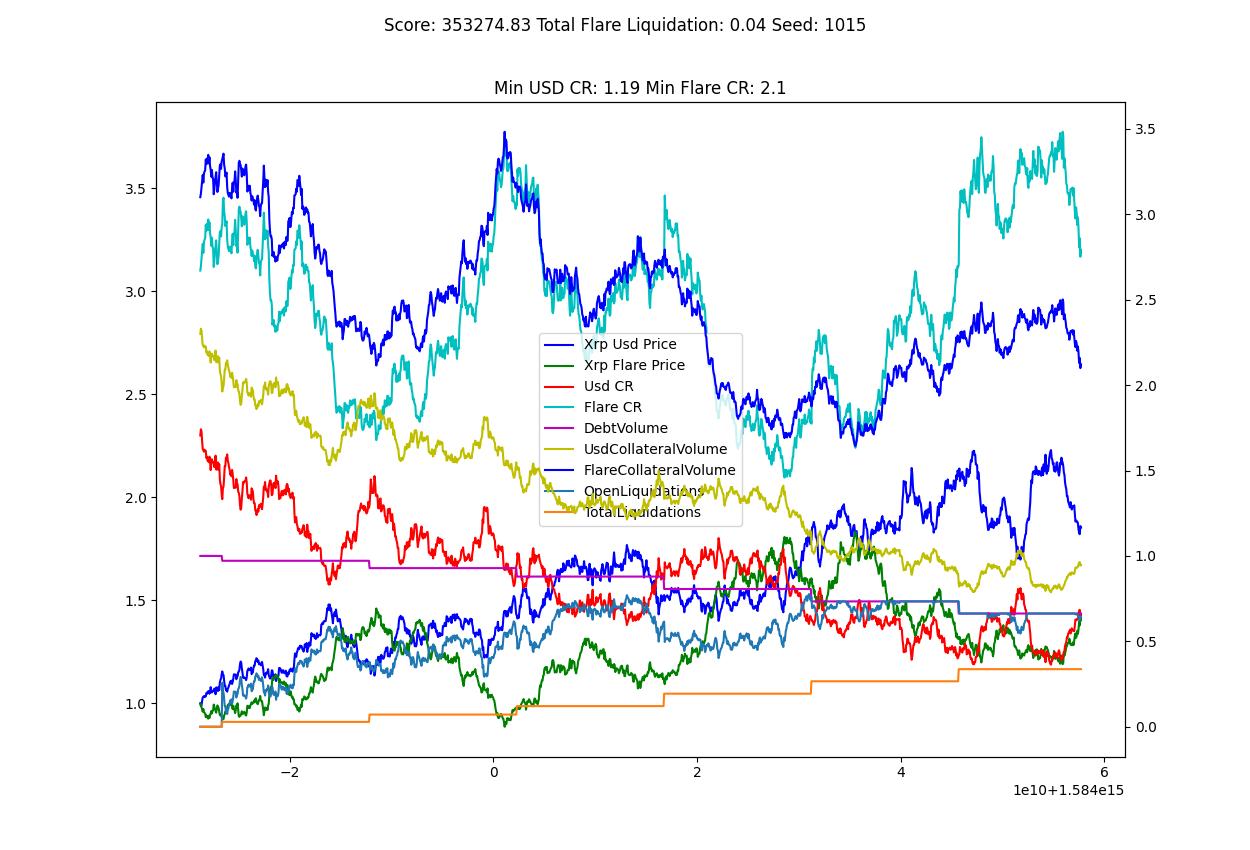 Score: 353274.83 Total Flare Liquidation: 0.04 Seed: 1015
Min USD CR: 1.19 Min Flare CR: 2.1
3.5
3.0
2.5
2.0
1.5
1.0
3.5
3.0
2.5
2.0
1.5
1.0
0.5
0.0
Xrp Usd Price
Xrp Flare Price
Usd CR
Flare CR
DebtVolume
UsdCollateralVolume
FlareCollateralVolume
OpenLiquidations
TotalLiquidations
−2 0 2 4 6
1e10+1.584e15